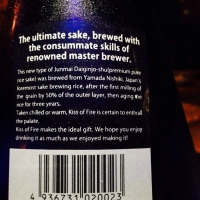 The ultimate sake, brewed with
the consummate skills of
renowned master brewer.
This new type of Junmai Daiginjo-shu(premium pure
rice sake) was brewed from Yamada Nishiki, Japan's
foremost sake brewing rice, after the first milling of
the grain by 50% of the outer layer, then aging the
rice for three years.
Taken chilled or warm, Kiss of Fire is certain to enthrall
the palate.
Kiss of Fire makes the ideal gift. We hope you enjoy
drinking it as much as we enjoyed making it!
4 936731 020023